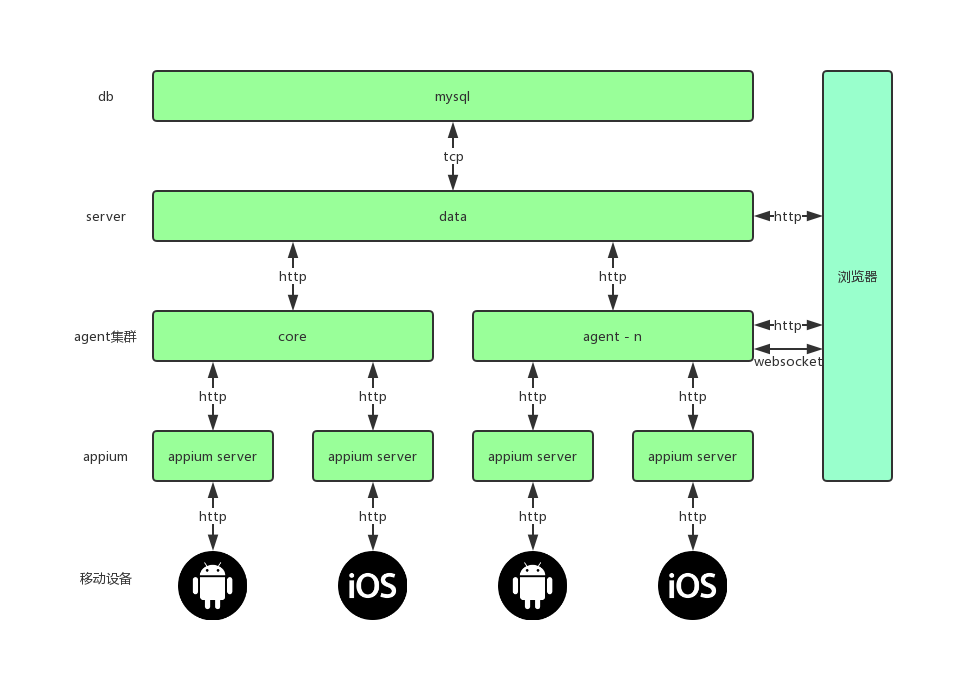 db
mysql
tcp
server
data
http
http
http
浏览器
agent集群
core
agent - n
http
websocket
http
http
http
http
appium
appium server
appium server
appium server
appium server
http
http
http
http
移动设备
iOS
iOS